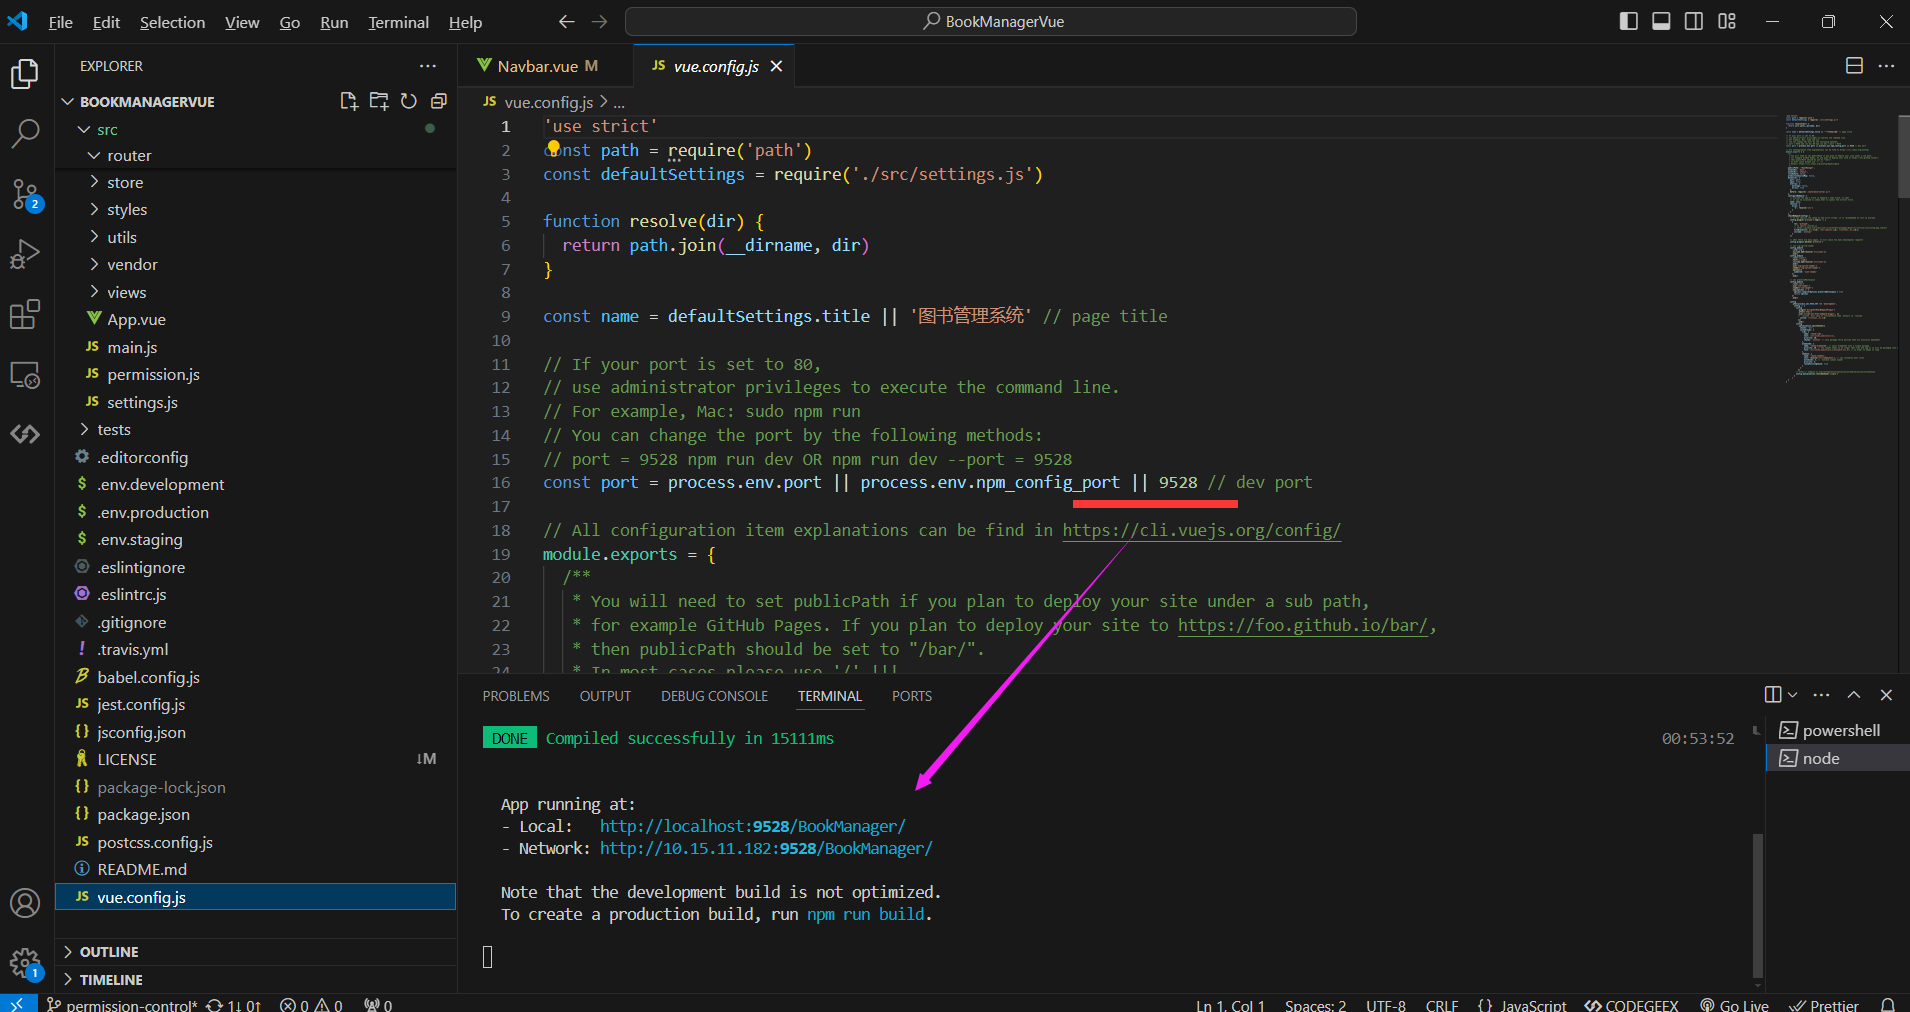 File Edit Selection View Go Run Terminal Help
BookManagerVue
EXPLORER
BOOKMANAGERVUE
src
router
store
styles
utils
vendor
views
App.vue
main.js
permission.js
settings.js
tests
.editorconfig
.env.development
.env.production
.env.staging
.eslintignore
.eslintrc.js
.gitignore
.travis.yml
babel.config.js
jest.config.js
jsconfig.json
LICENSE ↓M
package-lock.json
package.json
postcss.config.js
README.md
vue.config.js
OUTLINE
TIMELINE
2
1
Navbar.vue M
JS vue.config.js
JS vue.config.js > ...
1 'use strict'
2 const path = require('path')
3 const defaultSettings = require('./src/settings.js')
4
5 function resolve(dir) {
6 return path.join(__dirname, dir)
7 }
8
9 const name = defaultSettings.title || '图书管理系统' // page title
10
11 // If your port is set to 80,
12 // use administrator privileges to execute the command line.
13 // For example, Mac: sudo npm run
14 // You can change the port by the following methods:
15 // port = 9528 npm run dev OR npm run dev --port = 9528
16 const port = process.env.port || process.env.npm_config_port || 9528 // dev port
17
18 // All configuration item explanations can be find in https://cli.vuejs.org/config/
19 module.exports = {
20 /**
21 * You will need to set publicPath if you plan to deploy your site under a sub path,
22 * for example GitHub Pages. If you plan to deploy your site to https://foo.github.io/bar/,
23 * then publicPath should be set to "/bar/".
24 * In most cases please use '/' !!!
PROBLEMS OUTPUT DEBUG CONSOLE TERMINAL PORTS
DONE Compiled successfully in 15111ms 00:53:52
App running at:
- Local: http://localhost:9528/BookManager/
- Network: http://10.15.11.182:9528/BookManager/
Note that the development build is not optimized.
To create a production build, run npm run build.
powershell
node
permission-control* 1↓ 0↑ 0 0 0
Ln 1, Col 1 Spaces: 2 UTF-8 CRLF {} JavaScript CODEGEEX Go Live Prettier